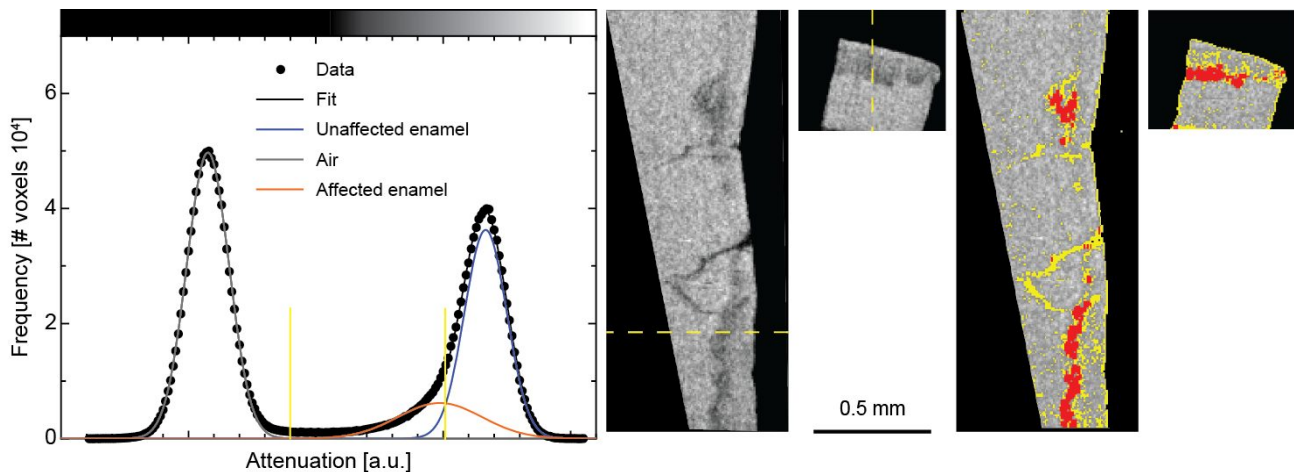 Data
Fit
Unaffected enamel
Air
Affected enamel
Frequency [# voxels 10⁴]
6
4
2
0
Attenuation [a.u.]
0.5 mm